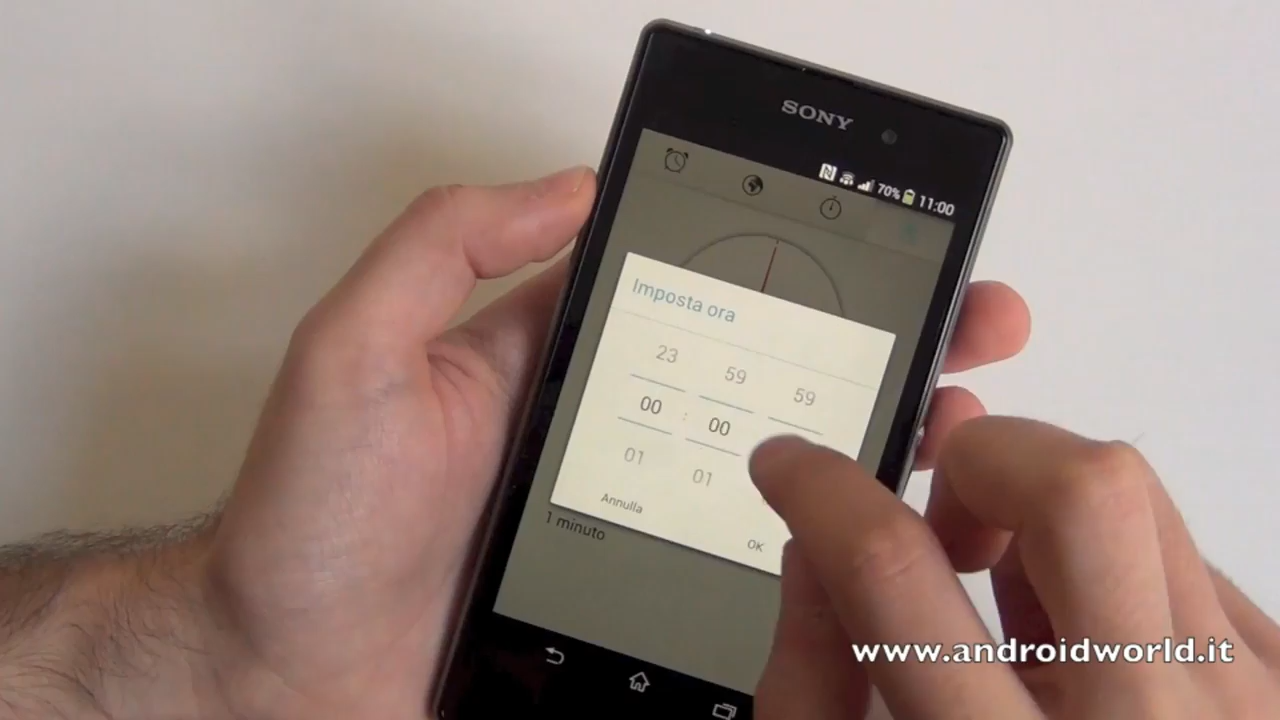 SONY
70% 11:00
Imposta ora
23 59 59
00 : 00
01 01
Annulla
OK
1 minuto
www.androidworld.it